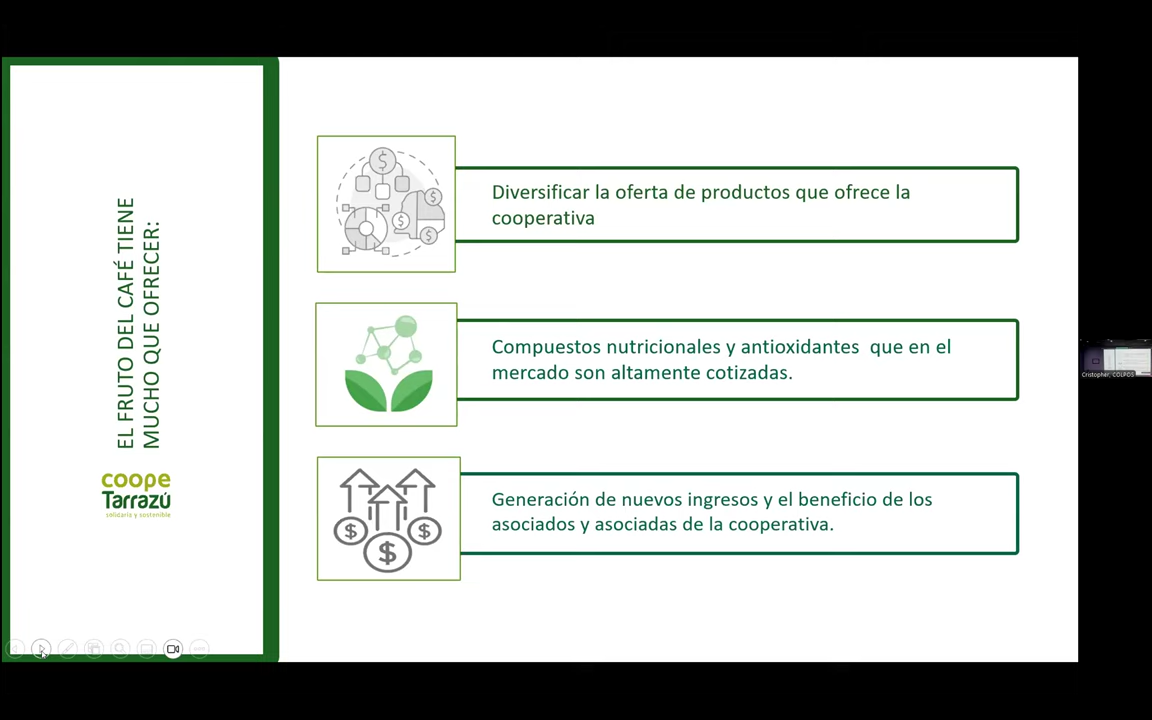 EL FRUTO DEL CAFÉ TIENE
MUCHO QUE OFRECER:
coope
Tarrazú
solidaria y sostenible
Diversificar la oferta de productos que ofrece la
cooperativa
Compuestos nutricionales y antioxidantes  que en el
mercado son altamente cotizadas.
Generación de nuevos ingresos y el beneficio de los
asociados y asociadas de la cooperativa.
Cristopher, COLPOS